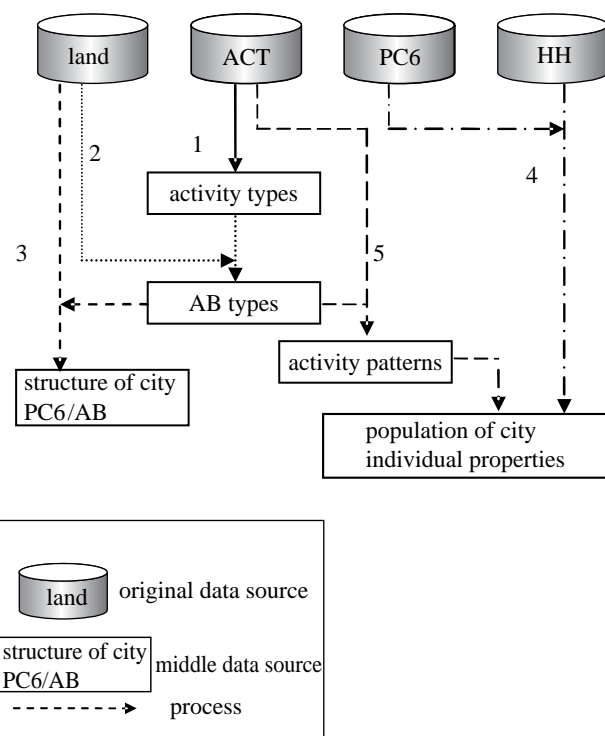 land
ACT
PC6
HH
1
2
3
4
5
activity types
AB types
activity patterns
structure of city
PC6/AB
population of city
individual properties
land
original data source
structure of city
PC6/AB
middle data source
process